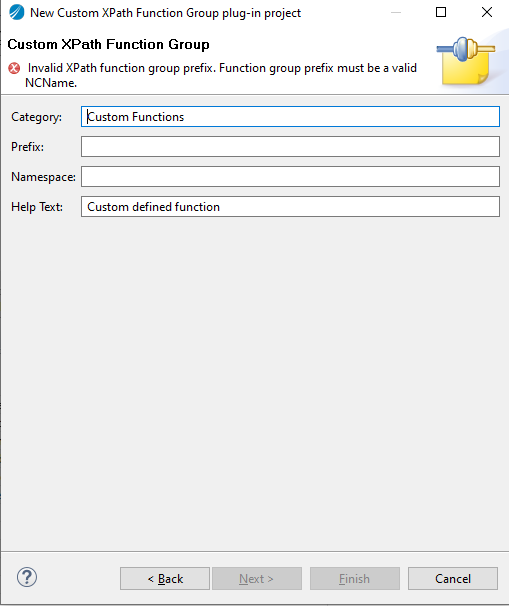 New Custom XPath Function Group plug-in project
Custom XPath Function Group
Invalid XPath function group prefix. Function group prefix must be a valid
NCName.
Category: Custom Functions
Prefix:
Namespace:
Help Text: Custom defined function
? < Back Next > Finish Cancel